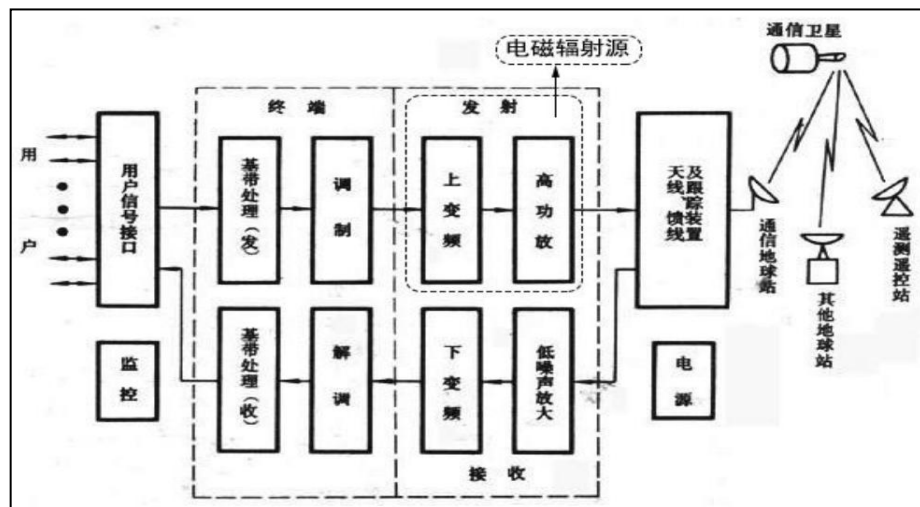 通信卫星
电磁辐射源
终端
发射
用
户
用户信号接口
基带处理(发)
调制
上变频
高功放
天线、馈线
及跟踪装置
通信地球站
其他地球站
遥测遥控站
监控
基带处理(收)
解调
下变频
低噪声放大
电源
接收